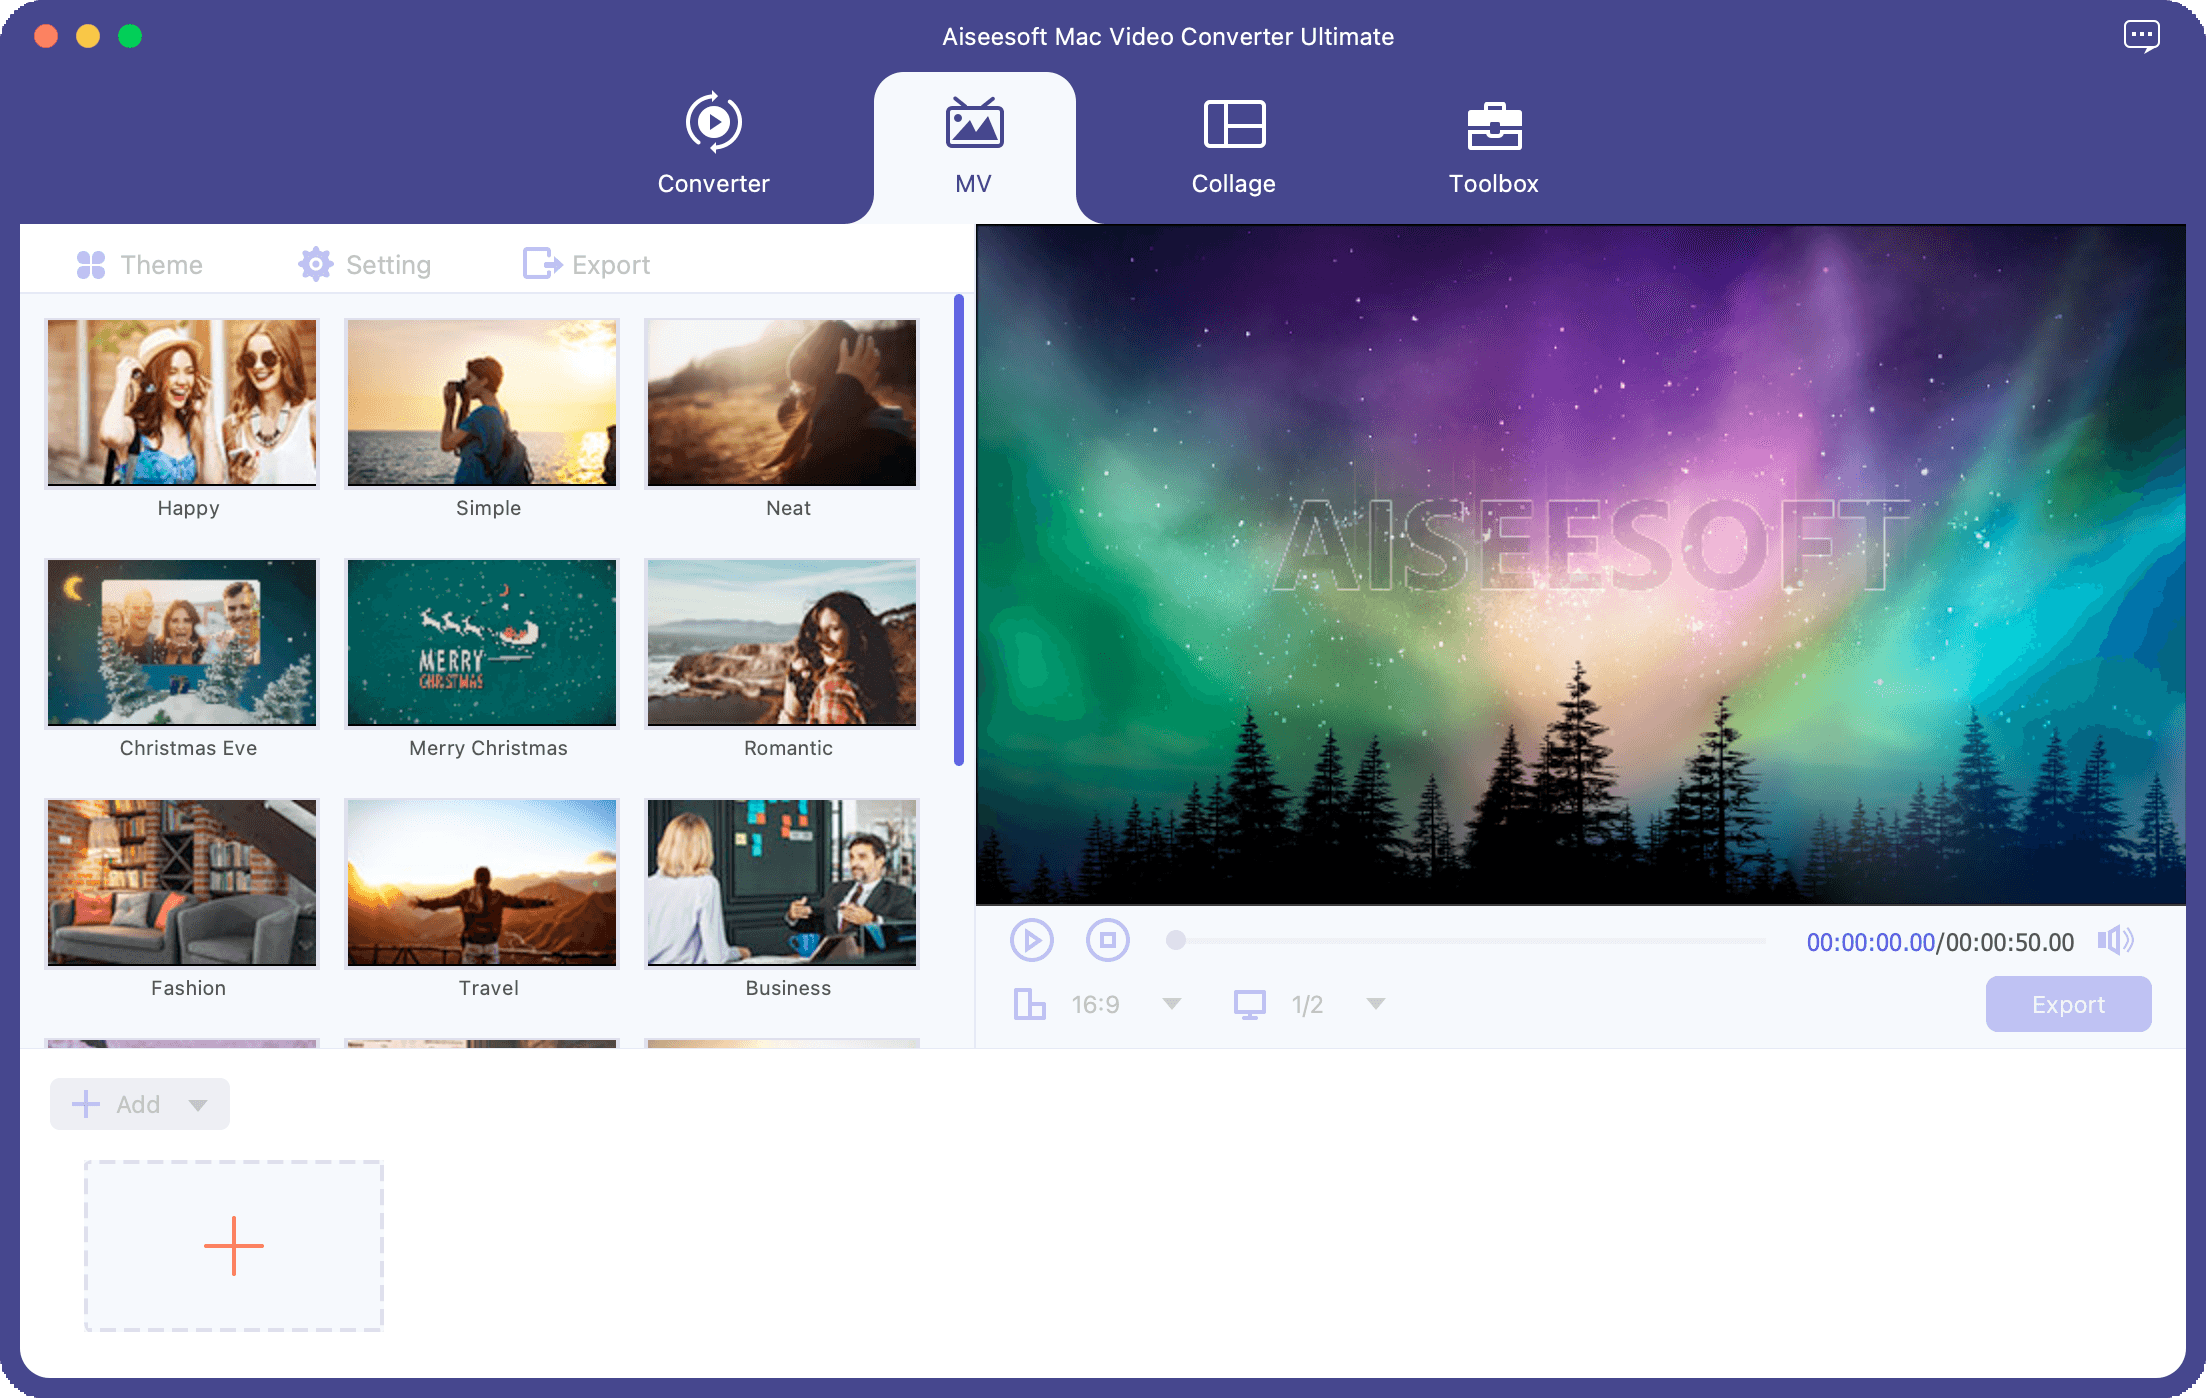 Aiseesoft Mac Video Converter Ultimate
Converter
MV
Collage
Toolbox
Theme
Setting
Export
Happy
Simple
Neat
MERRY
CHRISTMAS
Christmas Eve
Merry Christmas
Romantic
Fashion
Travel
Business
AISEESOFT
00:00:00.00/00:00:50.00
16:9
1/2
Export
Add